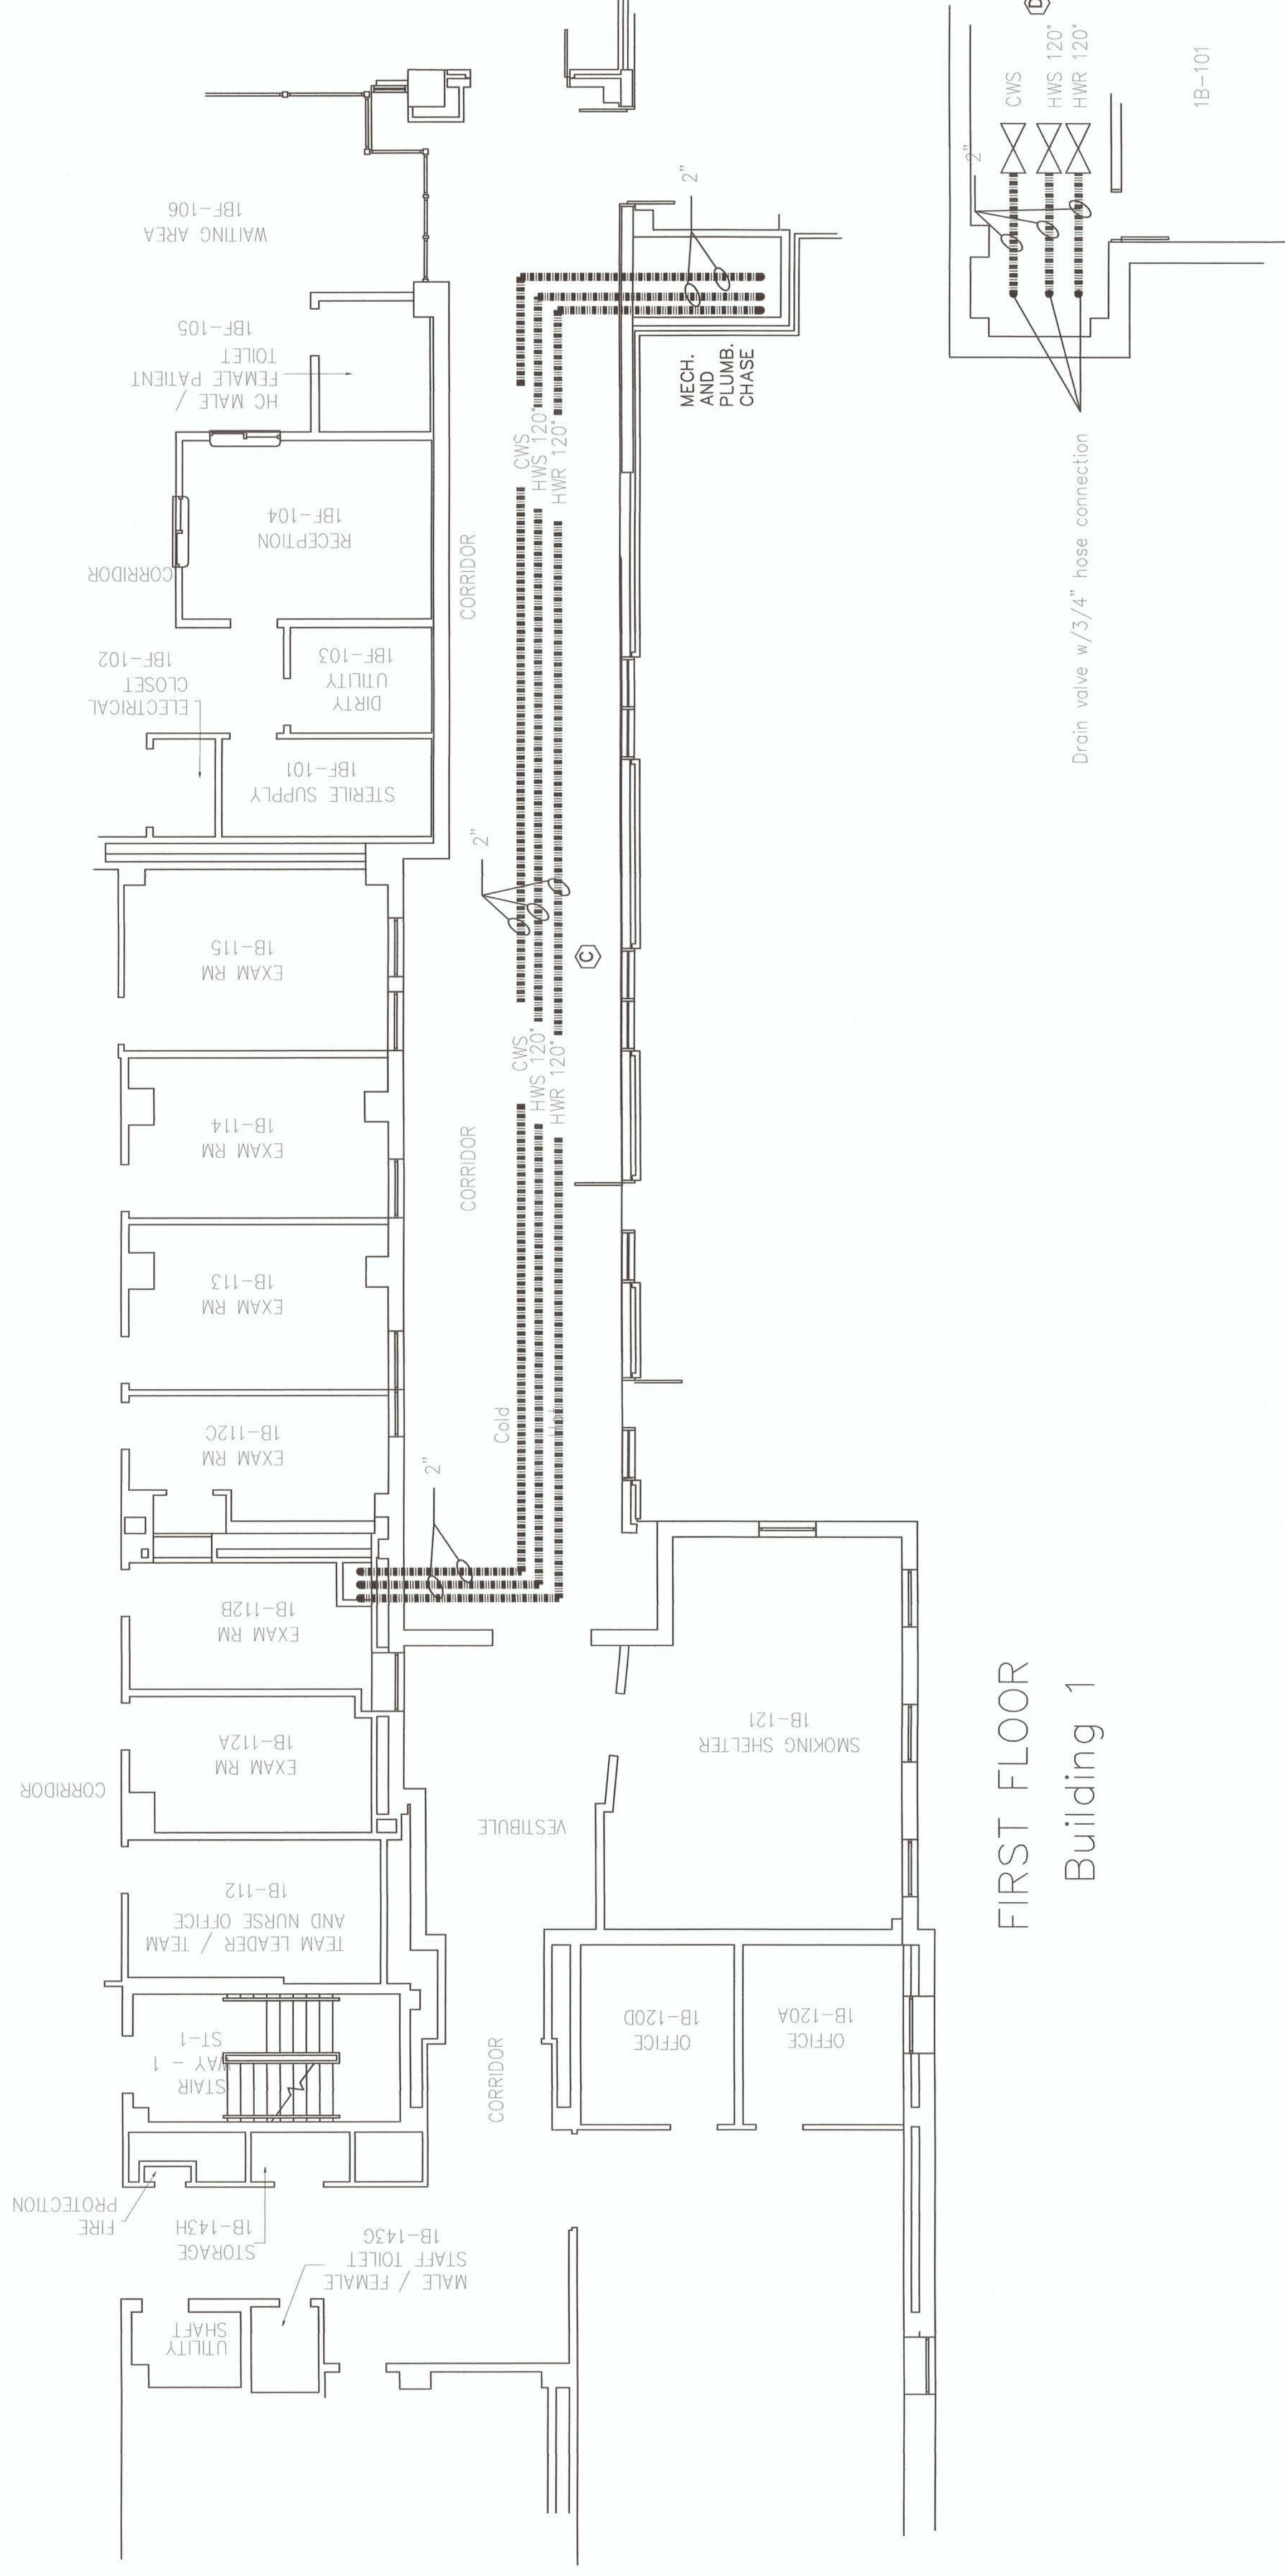 WAITING AREA
1BF-106
HC MALE /
FEMALE PATIENT
TOILET
1BF-105
RECEPTION
1BF-104
CORRIDOR
ELECTRICAL
CLOSET
1BF-102
DIRTY
UTILITY
1BF-103
STERILE SUPPLY
1BF-101
EXAM RM
1B-115
EXAM RM
1B-114
EXAM RM
1B-113
EXAM RM
1B-112C
EXAM RM
1B-112B
EXAM RM
1B-112A
CORRIDOR
TEAM LEADER / TEAM
AND NURSE OFFICE
1B-112
STAIR
WAY - 1
ST-1
FIRE
PROTECTION
STORAGE
1B-143H
MALE / FEMALE
STAFF TOILET
1B-143G
UTILITY
SHAFT
CORRIDOR
VESTIBULE
OFFICE
1B-120D
OFFICE
1B-120A
SMOKING SHELTER
1B-121
2"
Cold
CORRIDOR
CWS
HWS 120°
HWR 120°
C
2"
CORRIDOR
CWS
HWS 120°
HWR 120°
MECH.
AND
PLUMB.
CHASE
2"
2"
CWS
HWS 120°
HWR 120°
D
1B-101
Drain valve w/3/4" hose connection
FIRST FLOOR
Building 1